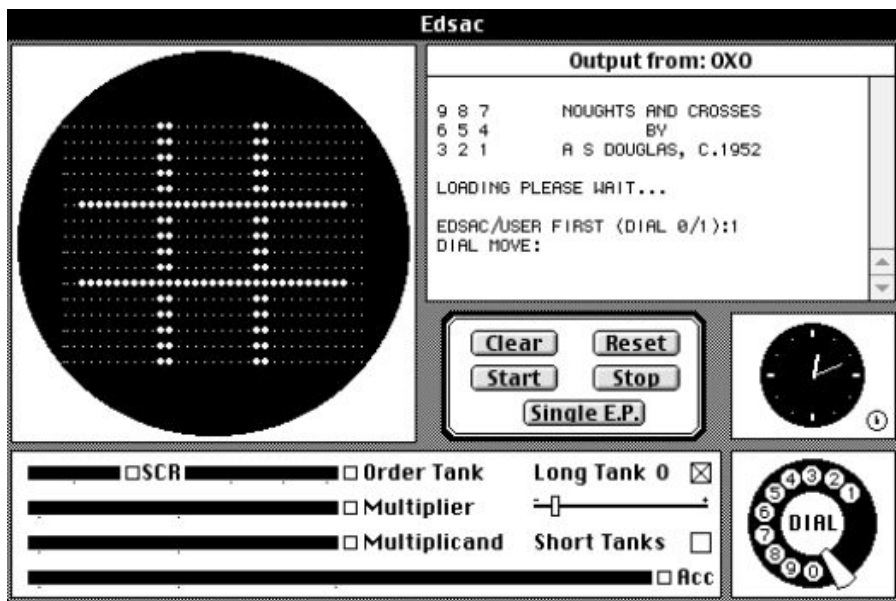 Edsac
Output from: OXO
9 8 7 NOUGHTS AND CROSSES
6 5 4 BY
3 2 1 A S DOUGLAS, C.1952
LOADING PLEASE WAIT...
EDSAC/USER FIRST (DIAL 0/1):1
DIAL MOVE:
Clear Reset
Start Stop
Single E.P.
SCR Order Tank Long Tank 0
Multiplier - +
Multiplicand Short Tanks
Acc
1 2 3 4 5 6 7 8 9 0
DIAL